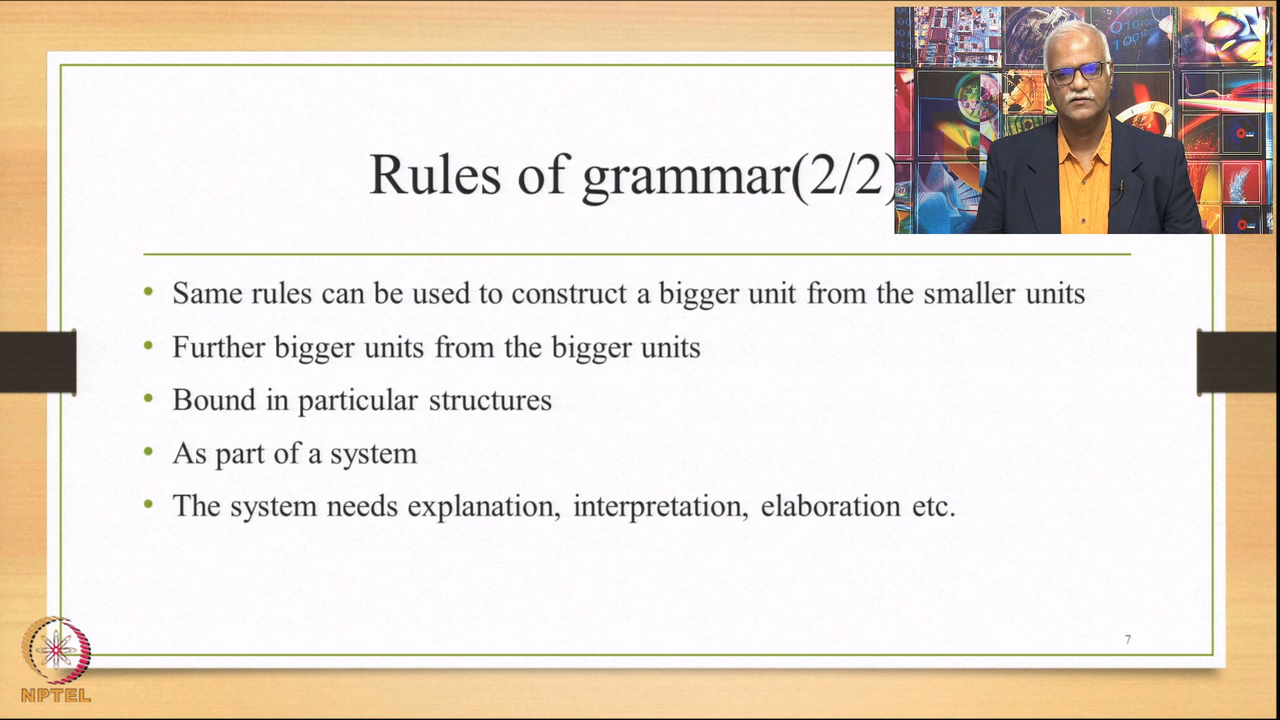 Rules of grammar(2/2)
• Same rules can be used to construct a bigger unit from the smaller units
• Further bigger units from the bigger units
• Bound in particular structures
• As part of a system
• The system needs explanation, interpretation, elaboration etc.
7
NPTEL